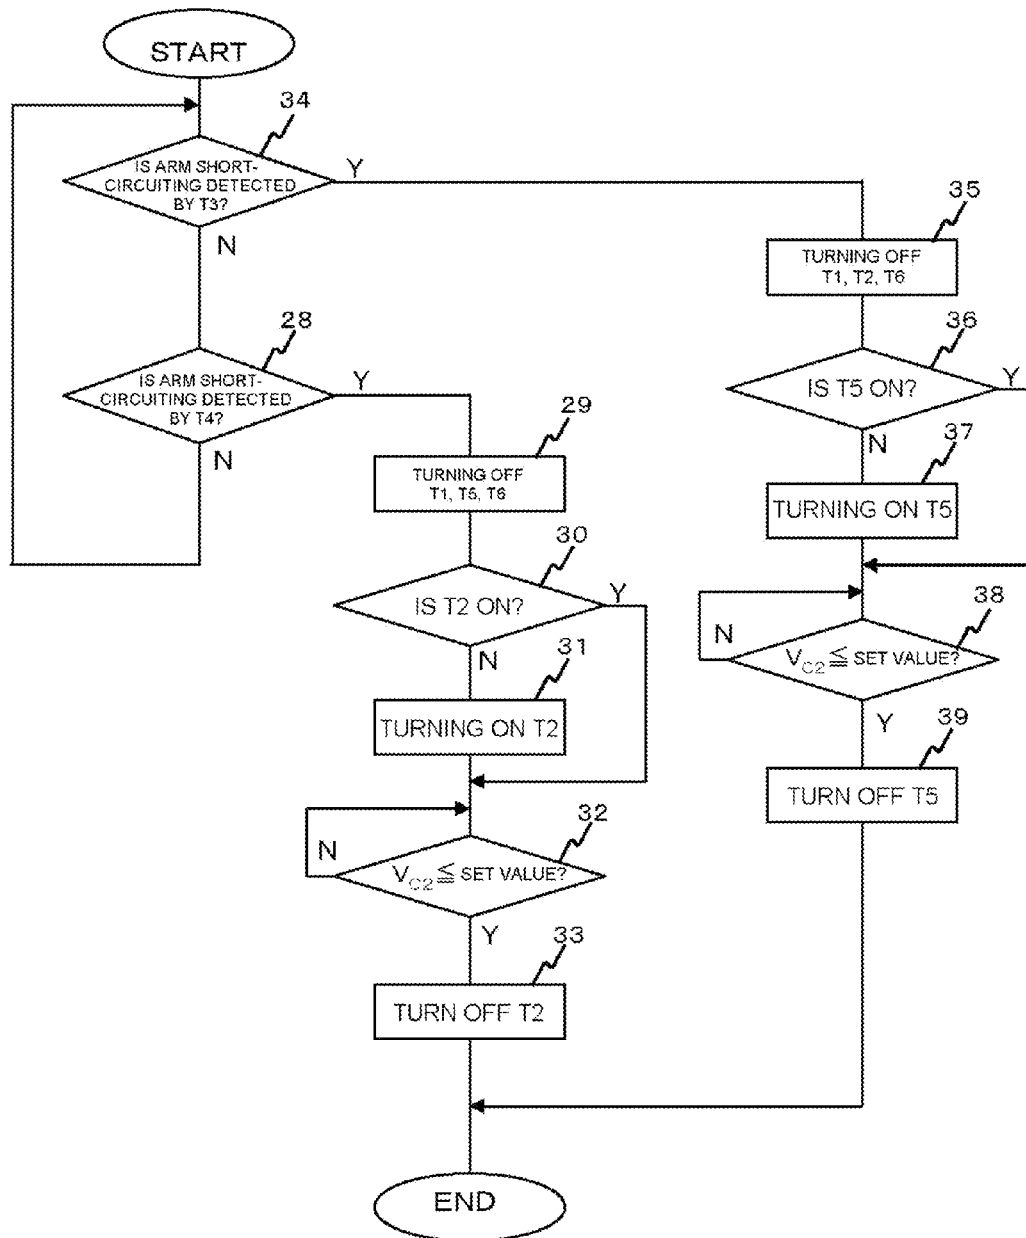 START
34
IS ARM SHORT-
CIRCUITING DETECTED
BY T3?
Y
N
35
TURNING OFF
T1, T2, T6
28
IS ARM SHORT-
CIRCUITING DETECTED
BY T4?
Y
N
36
IS T5 ON?
Y
N
29
TURNING OFF
T1, T5, T6
37
TURNING ON T5
30
IS T2 ON?
Y
N
38
VC2 ≦ SET VALUE?
N
Y
31
TURNING ON T2
39
TURN OFF T5
32
VC2 ≦ SET VALUE?
N
Y
33
TURN OFF T2
END